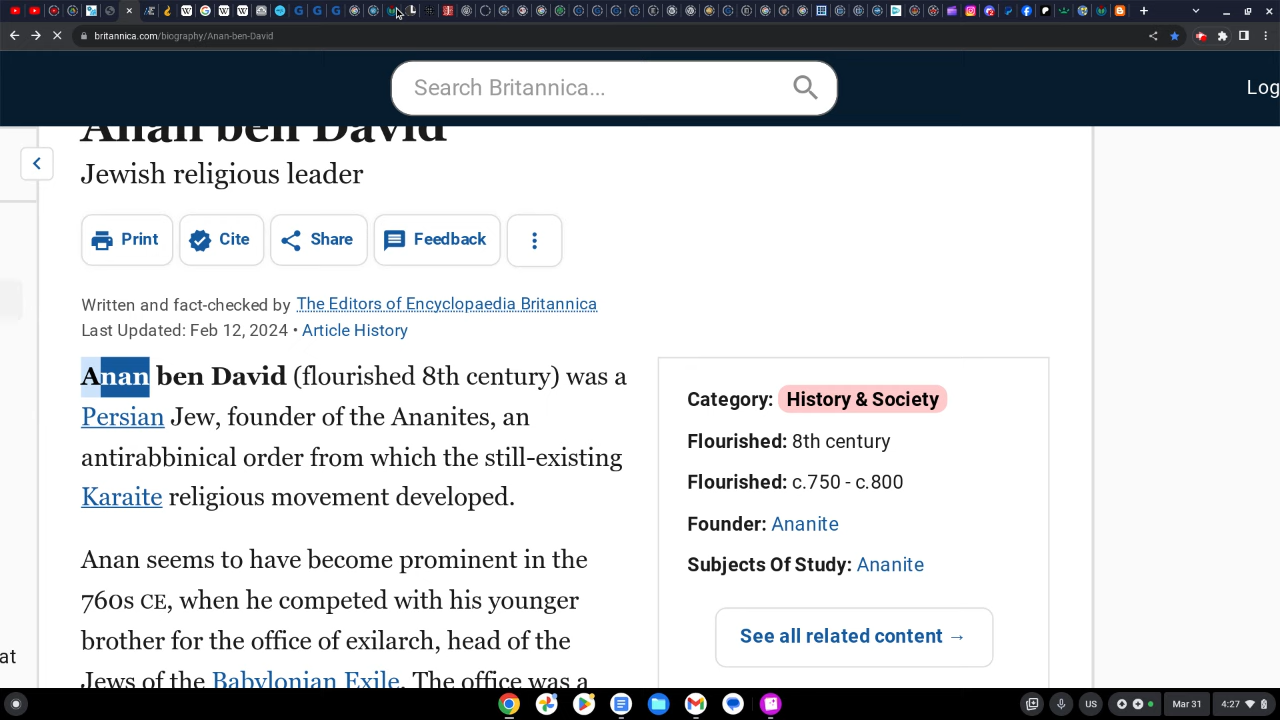 britannica.com/biography/Anan-ben-David
Search Britannica...
Log
Anan ben David
Jewish religious leader
Print
Cite
Share
Feedback
Written and fact-checked by The Editors of Encyclopaedia Britannica
Last Updated: Feb 12, 2024 • Article History
Anan ben David (flourished 8th century) was a
Persian Jew, founder of the Ananites, an
antirabbinical order from which the still-existing
Karaite religious movement developed.
Anan seems to have become prominent in the
760s CE, when he competed with his younger
brother for the office of exilarch, head of the
Jews of the Babylonian Exile. The office was a
Category: History & Society
Flourished: 8th century
Flourished: c.750 - c.800
Founder: Ananite
Subjects Of Study: Ananite
See all related content →
at
US
Mar 31
4:27